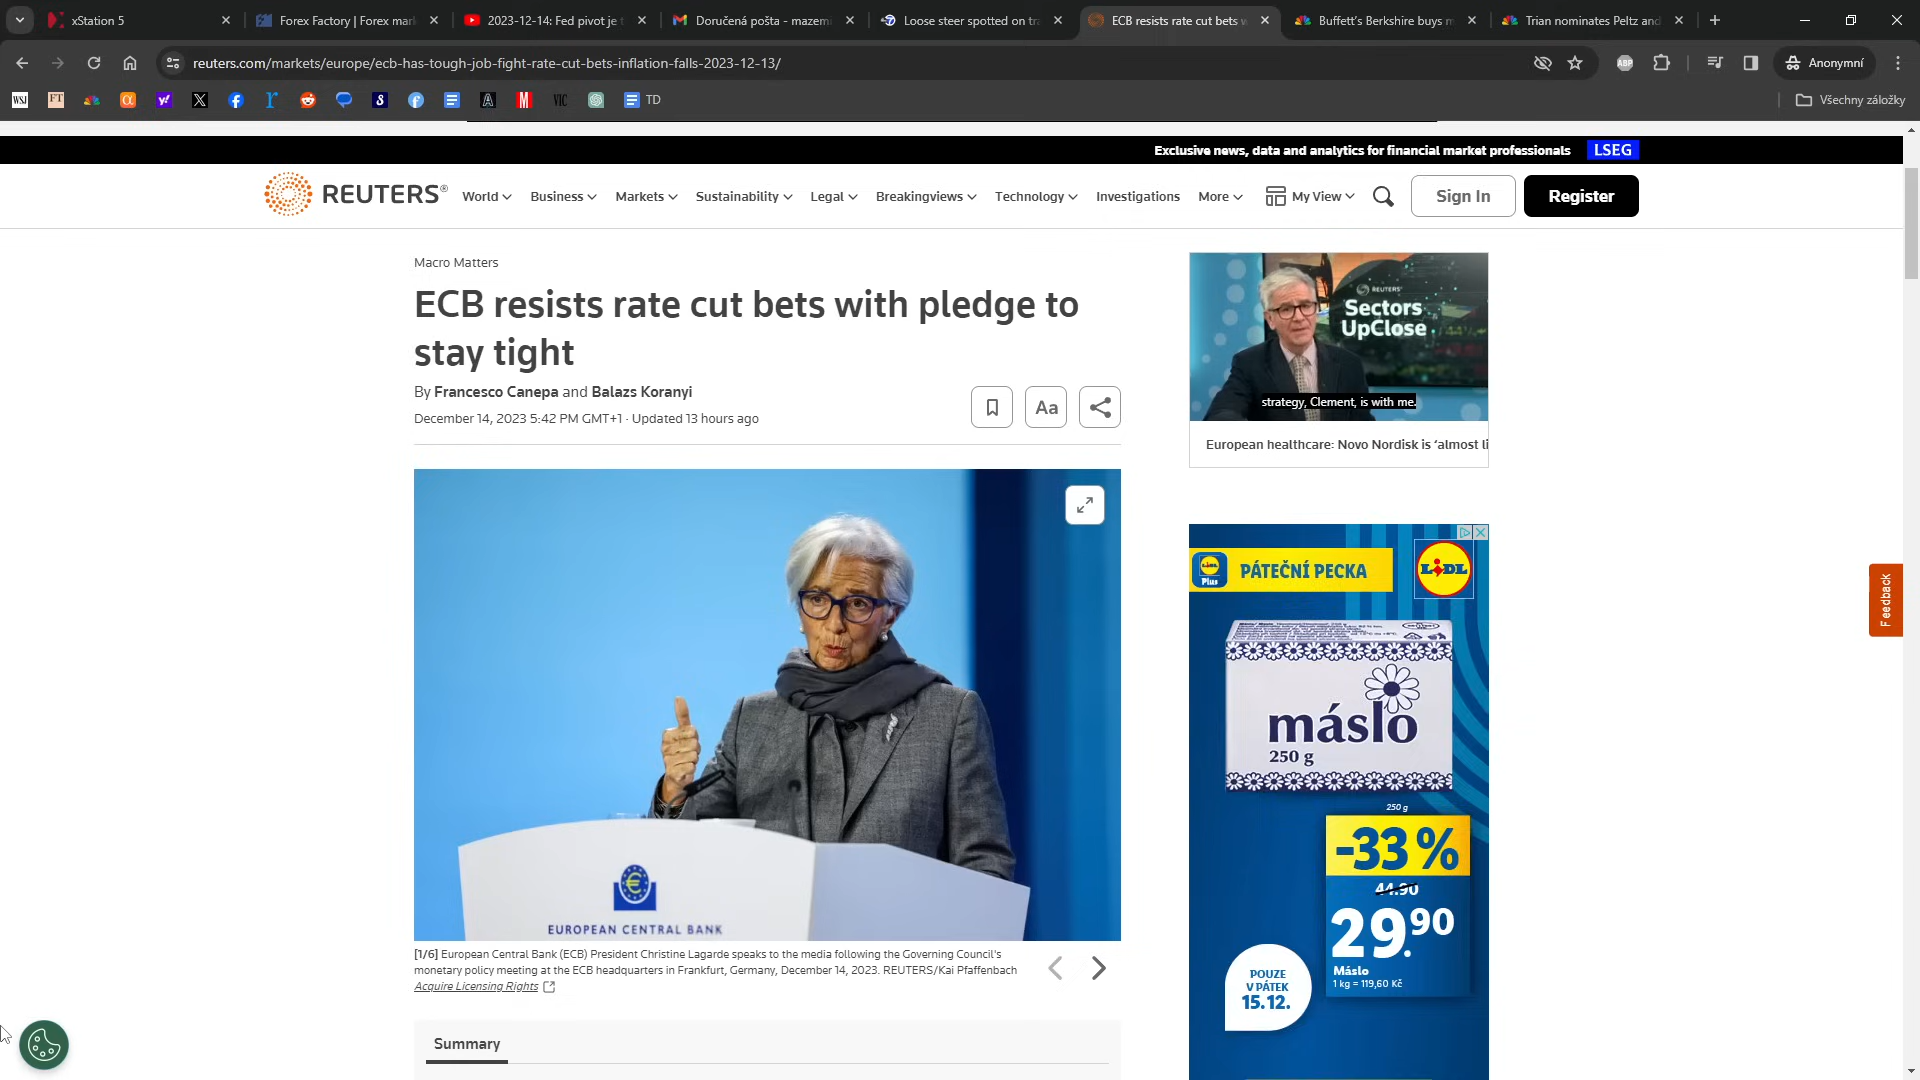 xStation 5
Forex Factory | Forex mark
2023-12-14: Fed pivot je t
Doručená pošta - mazemi
Loose steer spotted on tra
ECB resists rate cut bets w
Buffett's Berkshire buys m
Trian nominates Peltz and
reuters.com/markets/europe/ecb-has-tough-job-fight-rate-cut-bets-inflation-falls-2023-12-13/
ABP
Anonymní
WSJ
FT
VIC
TD
Všechny záložky
Exclusive news, data and analytics for financial market professionals
LSEG
REUTERS®
World
Business
Markets
Sustainability
Legal
Breakingviews
Technology
Investigations
More
My View
Sign In
Register
Macro Matters
ECB resists rate cut bets with pledge to
stay tight
By Francesco Canepa and Balazs Koranyi
December 14, 2023 5:42 PM GMT+1 · Updated 13 hours ago
Aa
EUROPEAN CENTRAL BANK
[1/6] European Central Bank (ECB) President Christine Lagarde speaks to the media following the Governing Council's
monetary policy meeting at the ECB headquarters in Frankfurt, Germany, December 14, 2023. REUTERS/Kai Pfaffenbach
Acquire Licensing Rights
Summary
REUTERS
Sectors
UpClose
strategy, Clement, is with me.
European healthcare: Novo Nordisk is 'almost li
Plus
PÁTEČNÍ PECKA
LIDL
máslo
250 g
250 g
-33 %
44.90
29.90
Máslo
1 kg = 119,60 Kč
POUZE
V PÁTEK
15.12.
Feedback